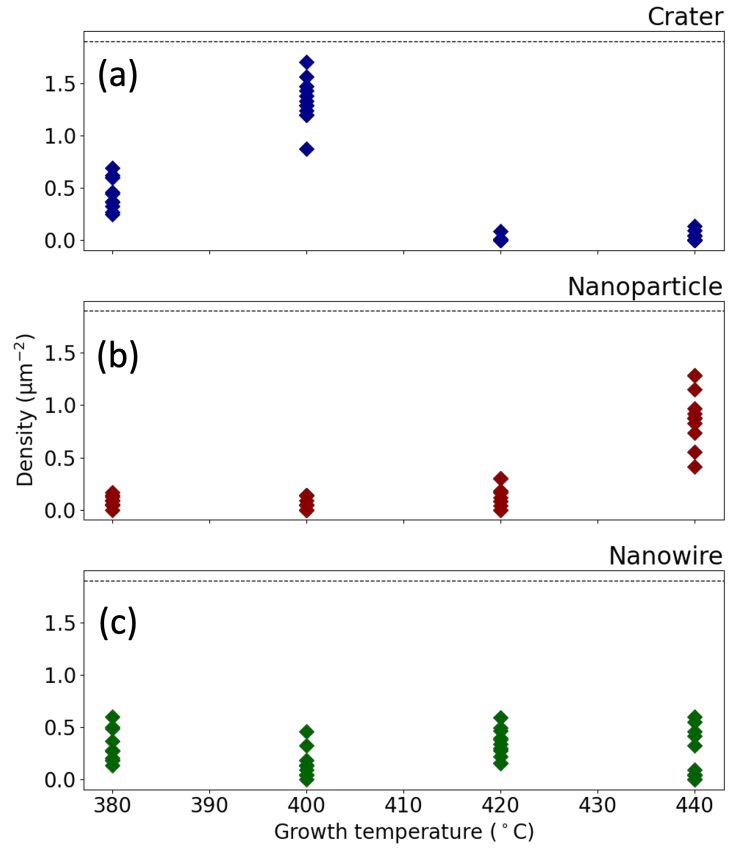 Crater
(a)
1.5
1.0
0.5
0.0
Nanoparticle
(b)
1.5
1.0
0.5
0.0
Density (μm⁻²)
Nanowire
(c)
1.5
1.0
0.5
0.0
380 390 400 410 420 430 440
Growth temperature (°C)